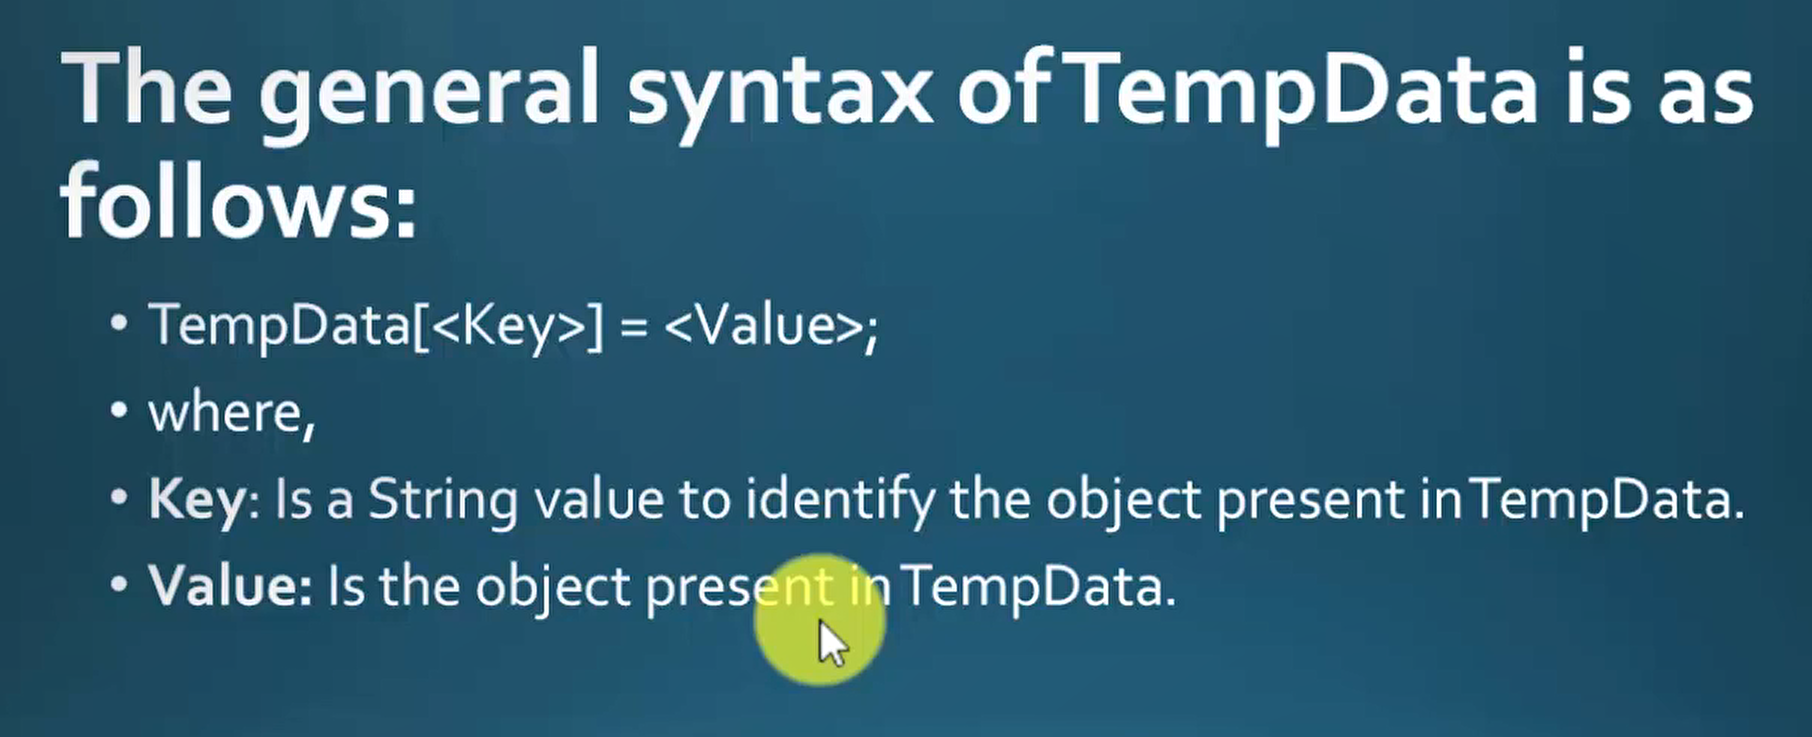 The general syntax of TempData is as
follows:
• TempData[<Key>] = <Value>;
• where,
• Key: Is a String value to identify the object present in TempData.
• Value: Is the object present in TempData.